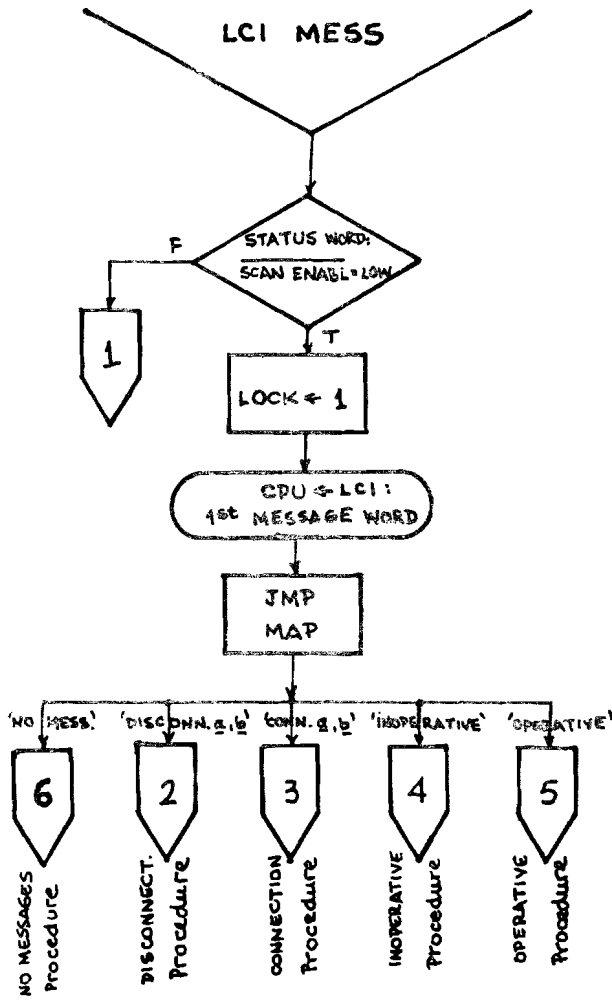 LCI MESS
STATUS WORD:
SCAN ENABL = LOW
F
T
1
LOCK ← 1
CPU ← LCI:
1st MESSAGE WORD
JMP
MAP
'NO MESS.' 'DISCONN. a, b' 'CONN. a, b' 'INOPERATIVE' 'OPERATIVE'
6 2 3 4 5
NO MESSAGES
Procedure
DISCONNECT.
Procedure
CONNECTION
Procedure
INOPERATIVE
Procedure
OPERATIVE
Procedure